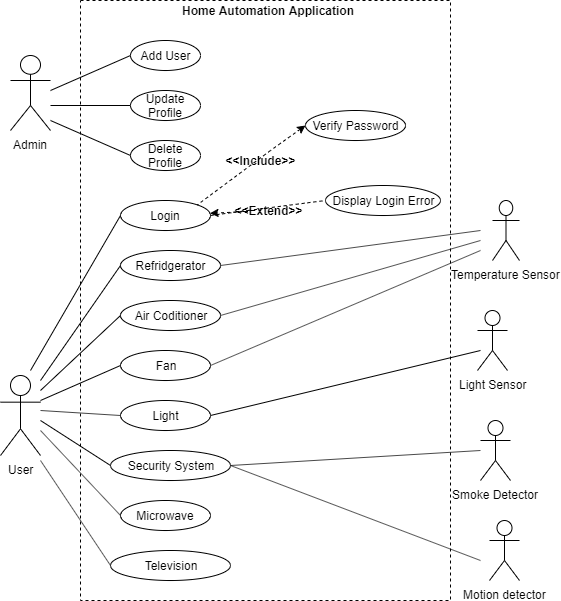 Home Automation Application
Add User
Update
Profile
Delete
Profile
Admin
Verify Password
<<Include>>
Display Login Error
<<Extend>>
Login
Refridgerator
Temperature Sensor
Air Coditioner
Fan
Light Sensor
Light
User
Security System
Smoke Detector
Microwave
Television
Motion detector